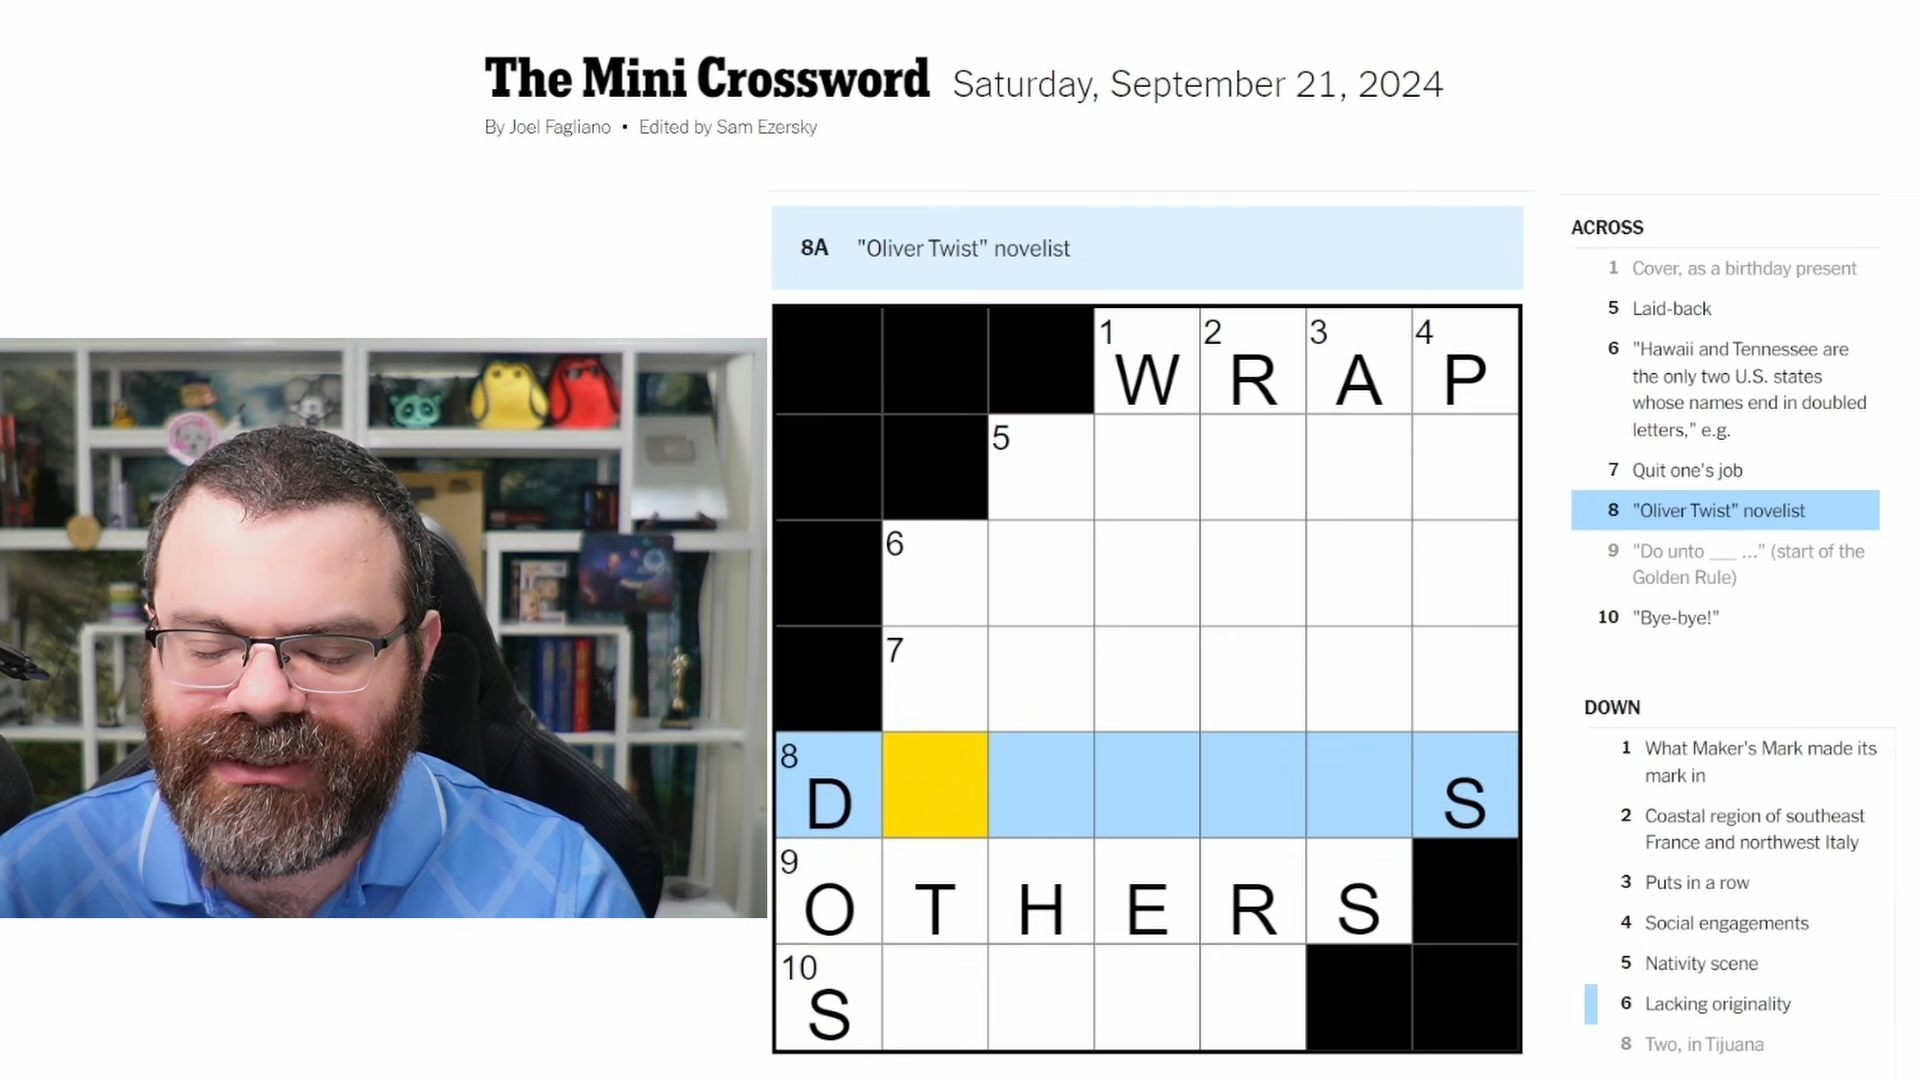 The Mini Crossword Saturday, September 21, 2024
By Joel Fagliano • Edited by Sam Ezersky
8A "Oliver Twist" novelist
1 W 2 R 3 A 4 P
5
6
7
8 D S
9 O T H E R S
10 S
ACROSS
1 Cover, as a birthday present
5 Laid-back
6 "Hawaii and Tennessee are
the only two U.S. states
whose names end in doubled
letters," e.g.
7 Quit one's job
8 "Oliver Twist" novelist
9 "Do unto ___ ..." (start of the
Golden Rule)
10 "Bye-bye!"
DOWN
1 What Maker's Mark made its
mark in
2 Coastal region of southeast
France and northwest Italy
3 Puts in a row
4 Social engagements
5 Nativity scene
6 Lacking originality
8 Two, in Tijuana